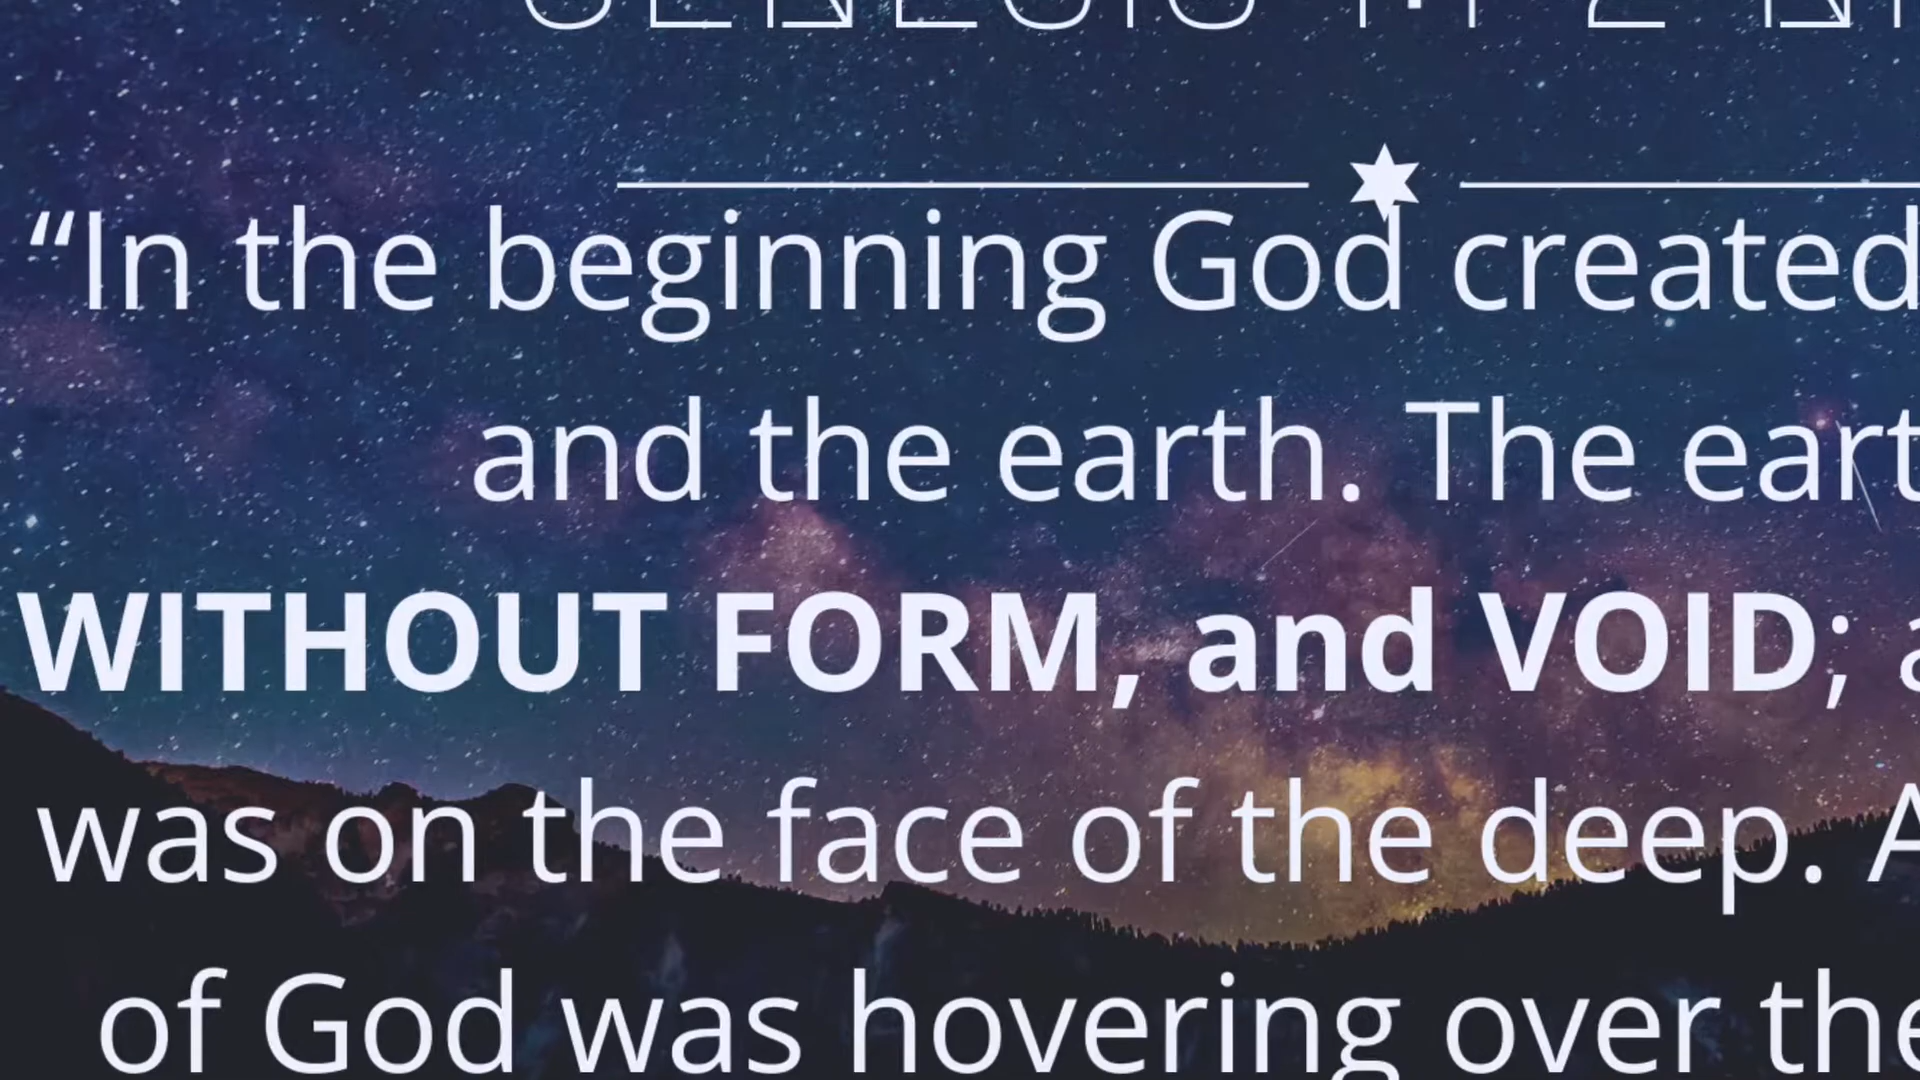 “In the beginning God created
and the earth. The
WITHOUT FORM, and VOID;
was on the face of the deep.
of God was hovering over the